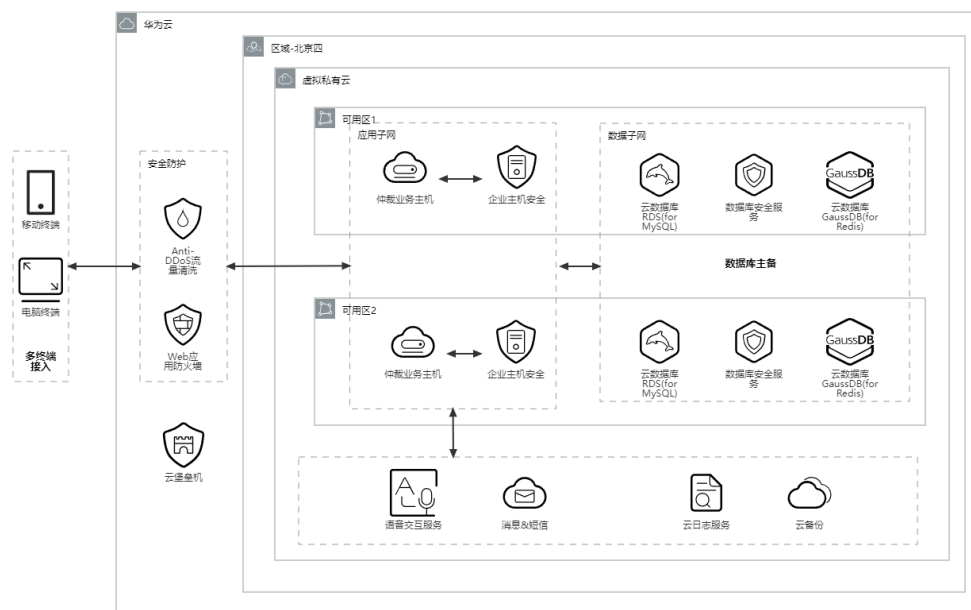 华为云
区域-北京四
虚拟私有云
可用区1
应用子网
数据子网
仲裁业务主机
企业主机安全
云数据库
RDS(for
MySQL)
数据库安全服
务
GaussDB
云数据库
GaussDB(for
Redis)
安全防护
移动终端
Anti-
DDoS流
量清洗
电脑终端
数据库主备
多终端
接入
Web应
用防火墙
可用区2
仲裁业务主机
企业主机安全
云数据库
RDS(for
MySQL)
数据库安全服
务
GaussDB
云数据库
GaussDB(for
Redis)
云堡垒机
语音交互服务
消息&短信
云日志服务
云备份